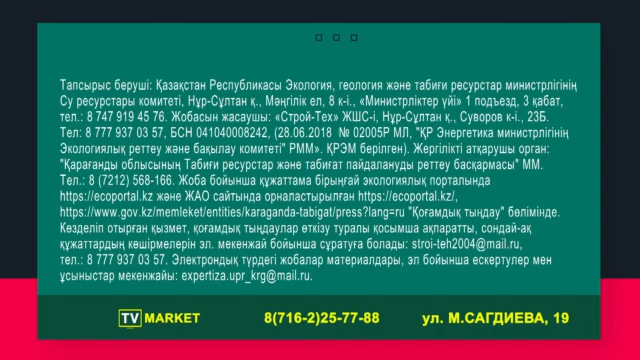 Тапсырыс беруші: Қазақстан Республикасы Экология, геология және табиғи ресурстар министрлігінің
Су ресурстары комитеті, Нұр-Сұлтан қ., Мәңгілік ел, 8 к-і., «Министрліктер үйі» 1 подъезд, 3 қабат,
тел.: 8 747 919 45 76. Жобасын жасаушы: «Строй-Тех» ЖШС-і, Нұр-Сұлтан қ., Суворов к-і., 23Б.
Тел: 8 777 937 03 57, БСН 041040008242, (28.06.2018 № 02005Р МЛ, "ҚР Энергетика министрлігінің
Экологиялық реттеу және бақылау комитеті" РММ». ҚРЭМ берілген). Жергілікті атқарушы орган:
"Қарағанды облысының Табиғи ресурстар және табиғат пайдалануды реттеу басқармасы" ММ.
Тел.: 8 (7212) 568-166. Жоба бойынша құжаттама бірыңғай экологиялық порталында
https://ecoportal.kz және ЖАО сайтында орналастырылған https://ecoportal.kz/,
https://www.gov.kz/memleket/entities/karaganda-tabigat/press?lang=ru "Қоғамдық тыңдау" бөлімінде.
Көзделіп отырған қызмет, қоғамдық тыңдаулар өткізу туралы қосымша ақпаратты, сондай-ақ
құжаттардың көшірмелерін эл. мекенжай бойынша сұратуға болады: stroi-teh2004@mail.ru,
тел.: 8 777 937 03 57. Электрондық түрдегі жобалар материалдары, эл бойынша ескертулер мен
ұсыныстар мекенжайы: expertiza.upr_krg@mail.ru.
TV MARKET 8(716-2)25-77-88 ул. М.САГДИЕВА, 19